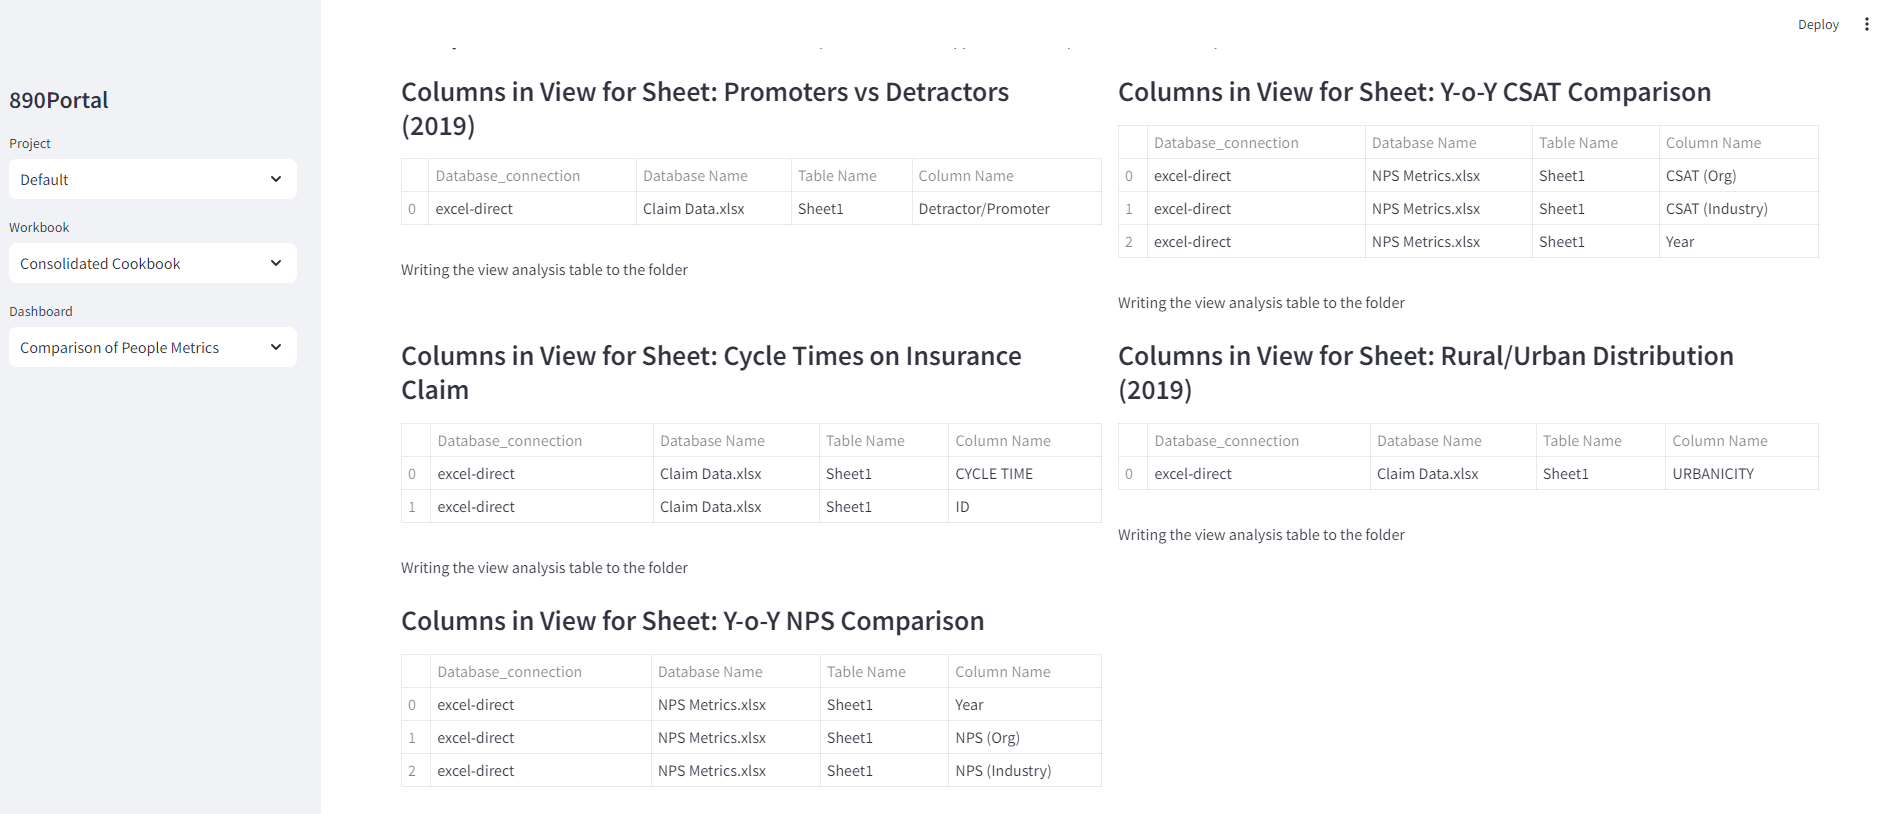 Deploy
890Portal
Project
Default
Workbook
Consolidated Cookbook
Dashboard
Comparison of People Metrics
Columns in View for Sheet: Promoters vs Detractors
(2019)
Database_connection Database Name Table Name Column Name
0 excel-direct Claim Data.xlsx Sheet1 Detractor/Promoter
Writing the view analysis table to the folder
Columns in View for Sheet: Y-o-Y CSAT Comparison
Database_connection Database Name Table Name Column Name
0 excel-direct NPS Metrics.xlsx Sheet1 CSAT (Org)
1 excel-direct NPS Metrics.xlsx Sheet1 CSAT (Industry)
2 excel-direct NPS Metrics.xlsx Sheet1 Year
Writing the view analysis table to the folder
Columns in View for Sheet: Cycle Times on Insurance
Claim
Database_connection Database Name Table Name Column Name
0 excel-direct Claim Data.xlsx Sheet1 CYCLE TIME
1 excel-direct Claim Data.xlsx Sheet1 ID
Writing the view analysis table to the folder
Columns in View for Sheet: Rural/Urban Distribution
(2019)
Database_connection Database Name Table Name Column Name
0 excel-direct Claim Data.xlsx Sheet1 URBANICITY
Writing the view analysis table to the folder
Columns in View for Sheet: Y-o-Y NPS Comparison
Database_connection Database Name Table Name Column Name
0 excel-direct NPS Metrics.xlsx Sheet1 Year
1 excel-direct NPS Metrics.xlsx Sheet1 NPS (Org)
2 excel-direct NPS Metrics.xlsx Sheet1 NPS (Industry)